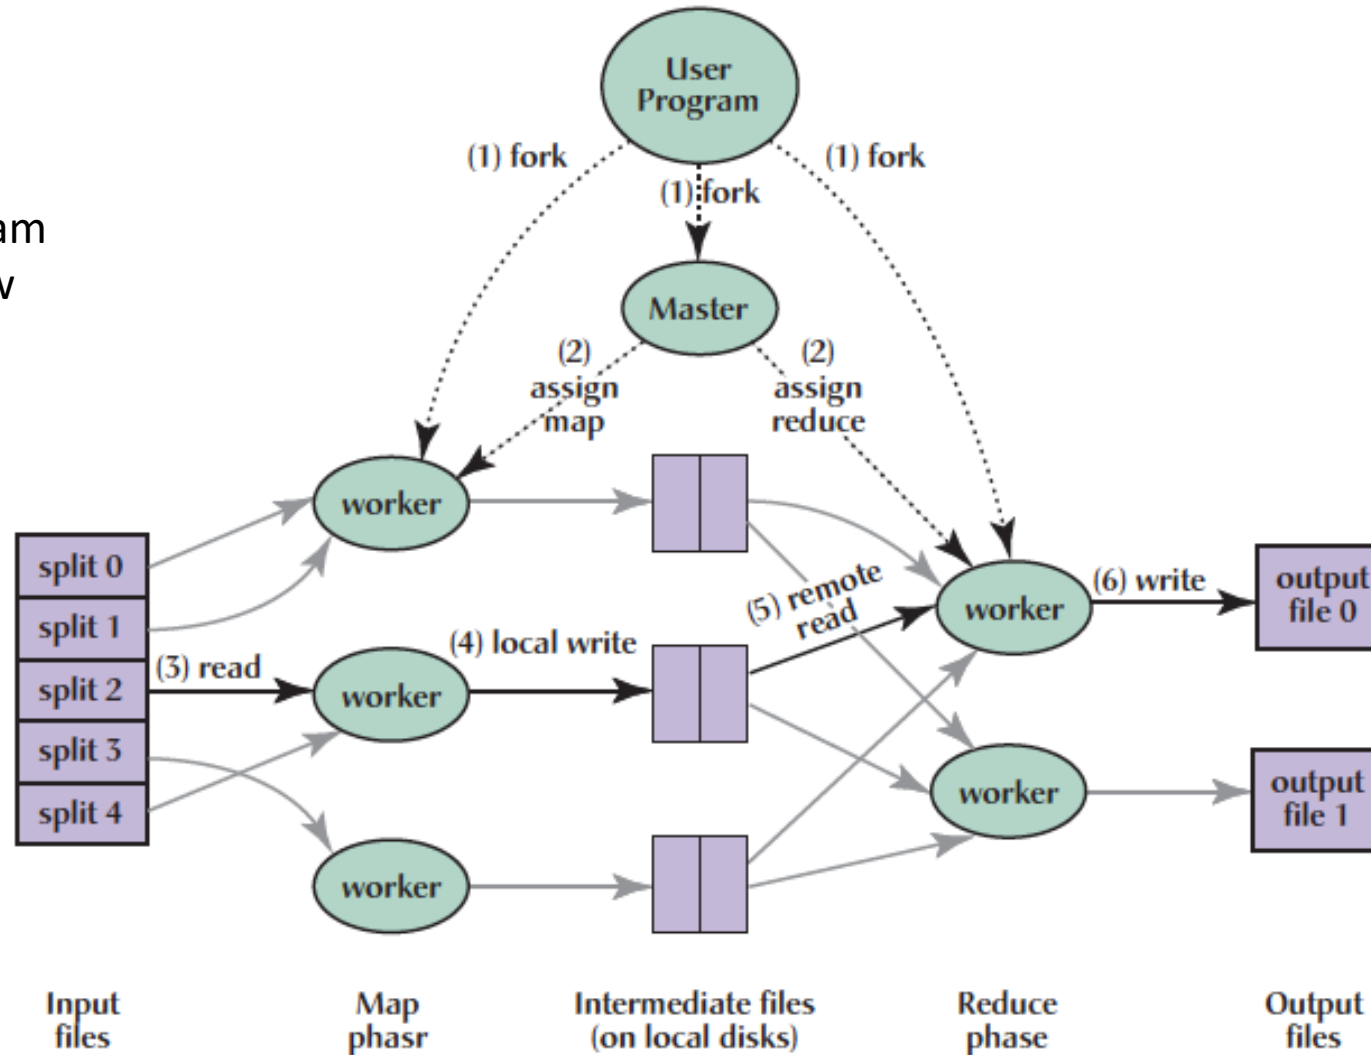 User
Program
(1) fork
(1) fork
(1) fork
am
w
Master
(2)
assign
map
(2)
assign
reduce
worker
split 0
split 1
split 2
split 3
split 4
(3) read
worker
(4) local write
worker
(5) remote
read
worker
(6) write
output
file 0
worker
output
file 1
Input
files
Map
phasr
Intermediate files
(on local disks)
Reduce
phase
Output
files